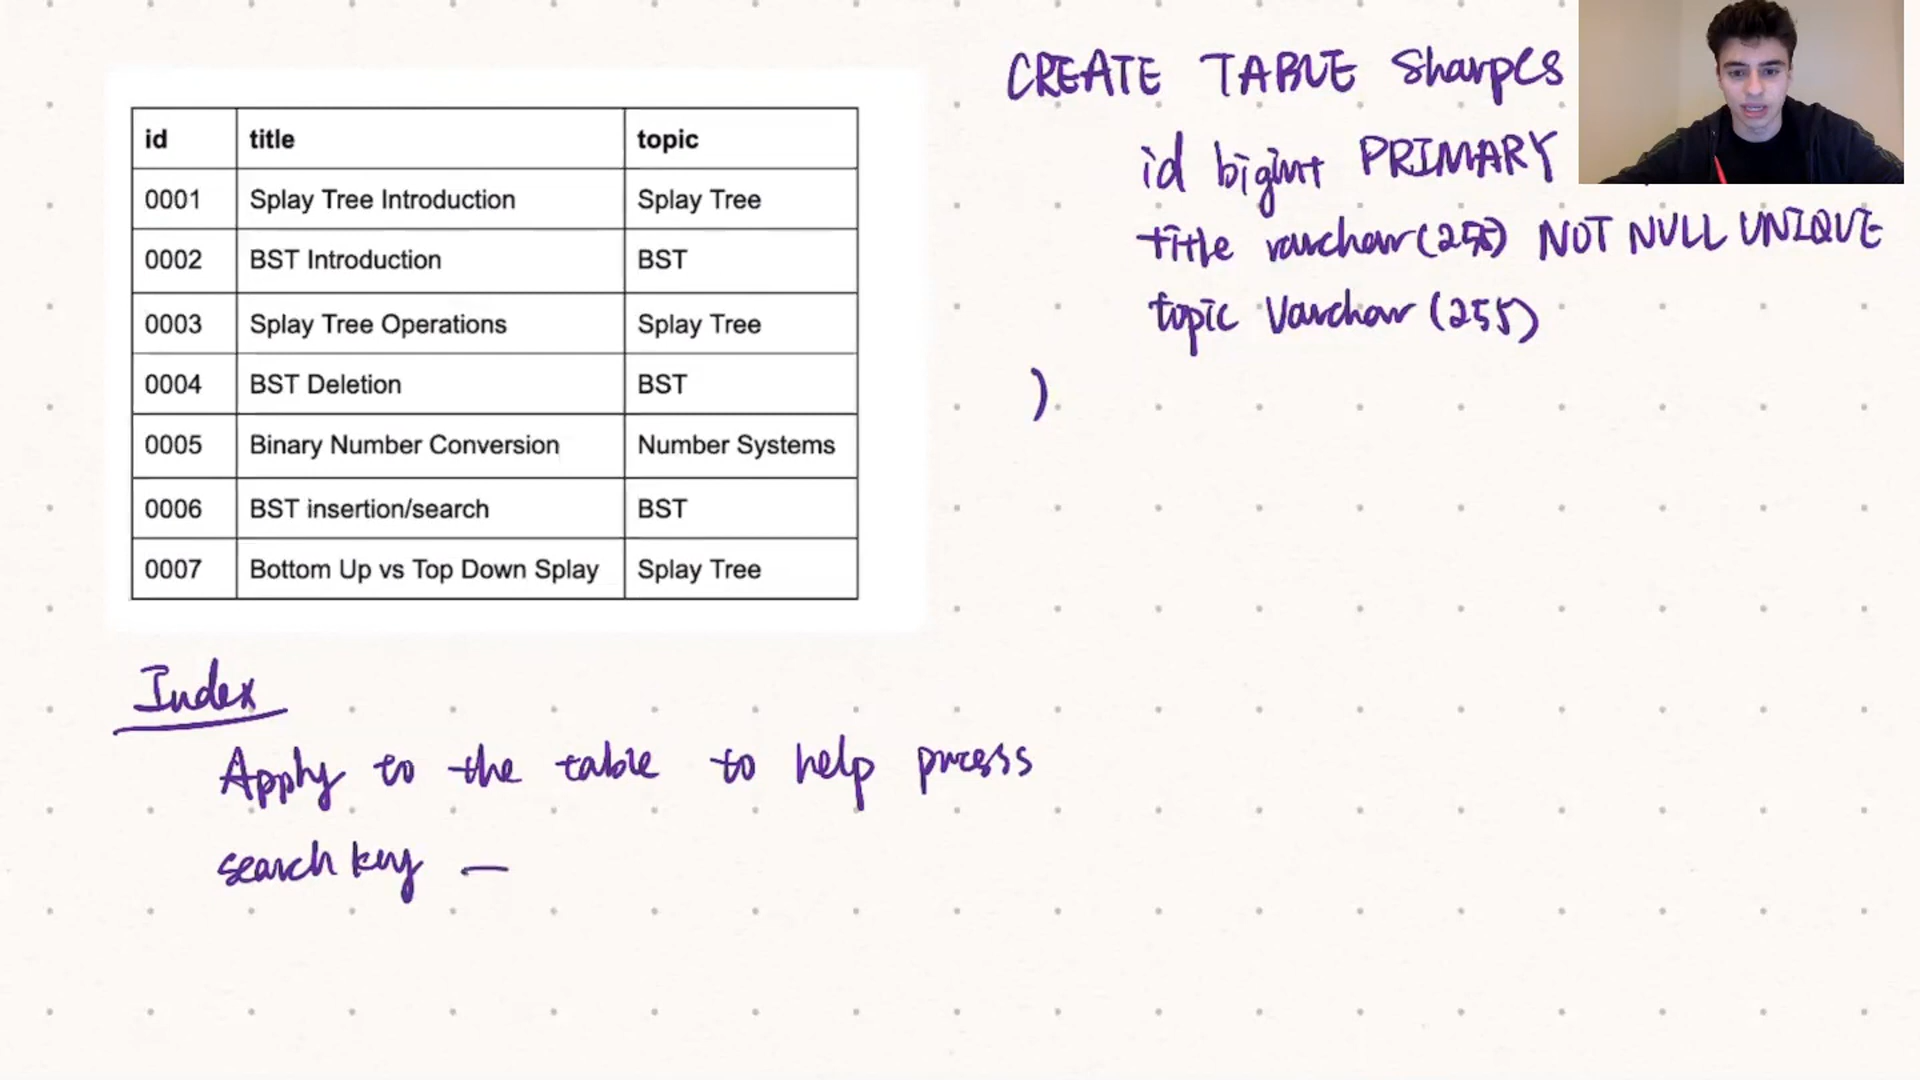 id title topic
0001 Splay Tree Introduction Splay Tree
0002 BST Introduction BST
0003 Splay Tree Operations Splay Tree
0004 BST Deletion BST
0005 Binary Number Conversion Number Systems
0006 BST insertion/search BST
0007 Bottom Up vs Top Down Splay Splay Tree
CREATE TABLE Sharpcs
id bigint PRIMARY
title varchar(255) NOT NULL UNIQUE
topic Varchar (255)
)
Index
Apply to the table to help process
search key —